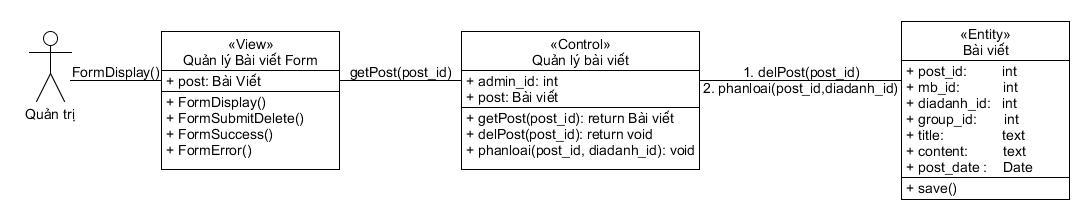 Quản trị
FormDisplay()
«View»
Quản lý Bài viết Form
+ post: Bài Viết
+ FormDisplay()
+ FormSubmitDelete()
+ FormSuccess()
+ FormError()
getPost(post_id)
«Control»
Quản lý bài viết
+ admin_id: int
+ post: Bài viết
+ getPost(post_id): return Bài viết
+ delPost(post_id): return void
+ phanloai(post_id, diadanh_id): void
1. delPost(post_id)
2. phanloai(post_id,diadanh_id)
«Entity»
Bài viết
+ post_id: int
+ mb_id: int
+ diadanh_id: int
+ group_id: int
+ title: text
+ content: text
+ post_date : Date
+ save()